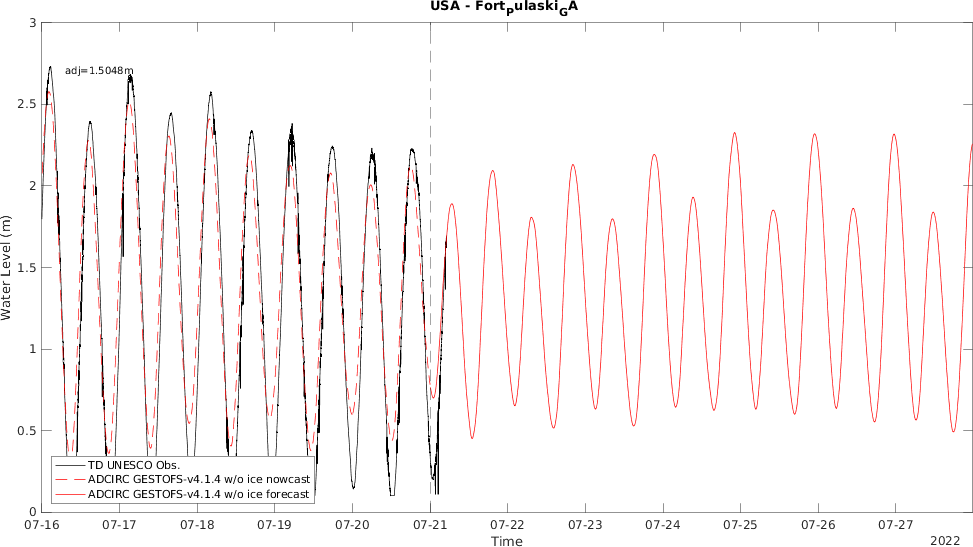 USA - FortPulaskiGA
adj=1.5048m
Water Level (m)
3
2.5
2
1.5
1
0.5
0
TD UNESCO Obs.
ADCIRC GESTOFS-v4.1.4 w/o ice nowcast
ADCIRC GESTOFS-v4.1.4 w/o ice forecast
07-16 07-17 07-18 07-19 07-20 07-21 07-22 07-23 07-24 07-25 07-26 07-27
Time
2022